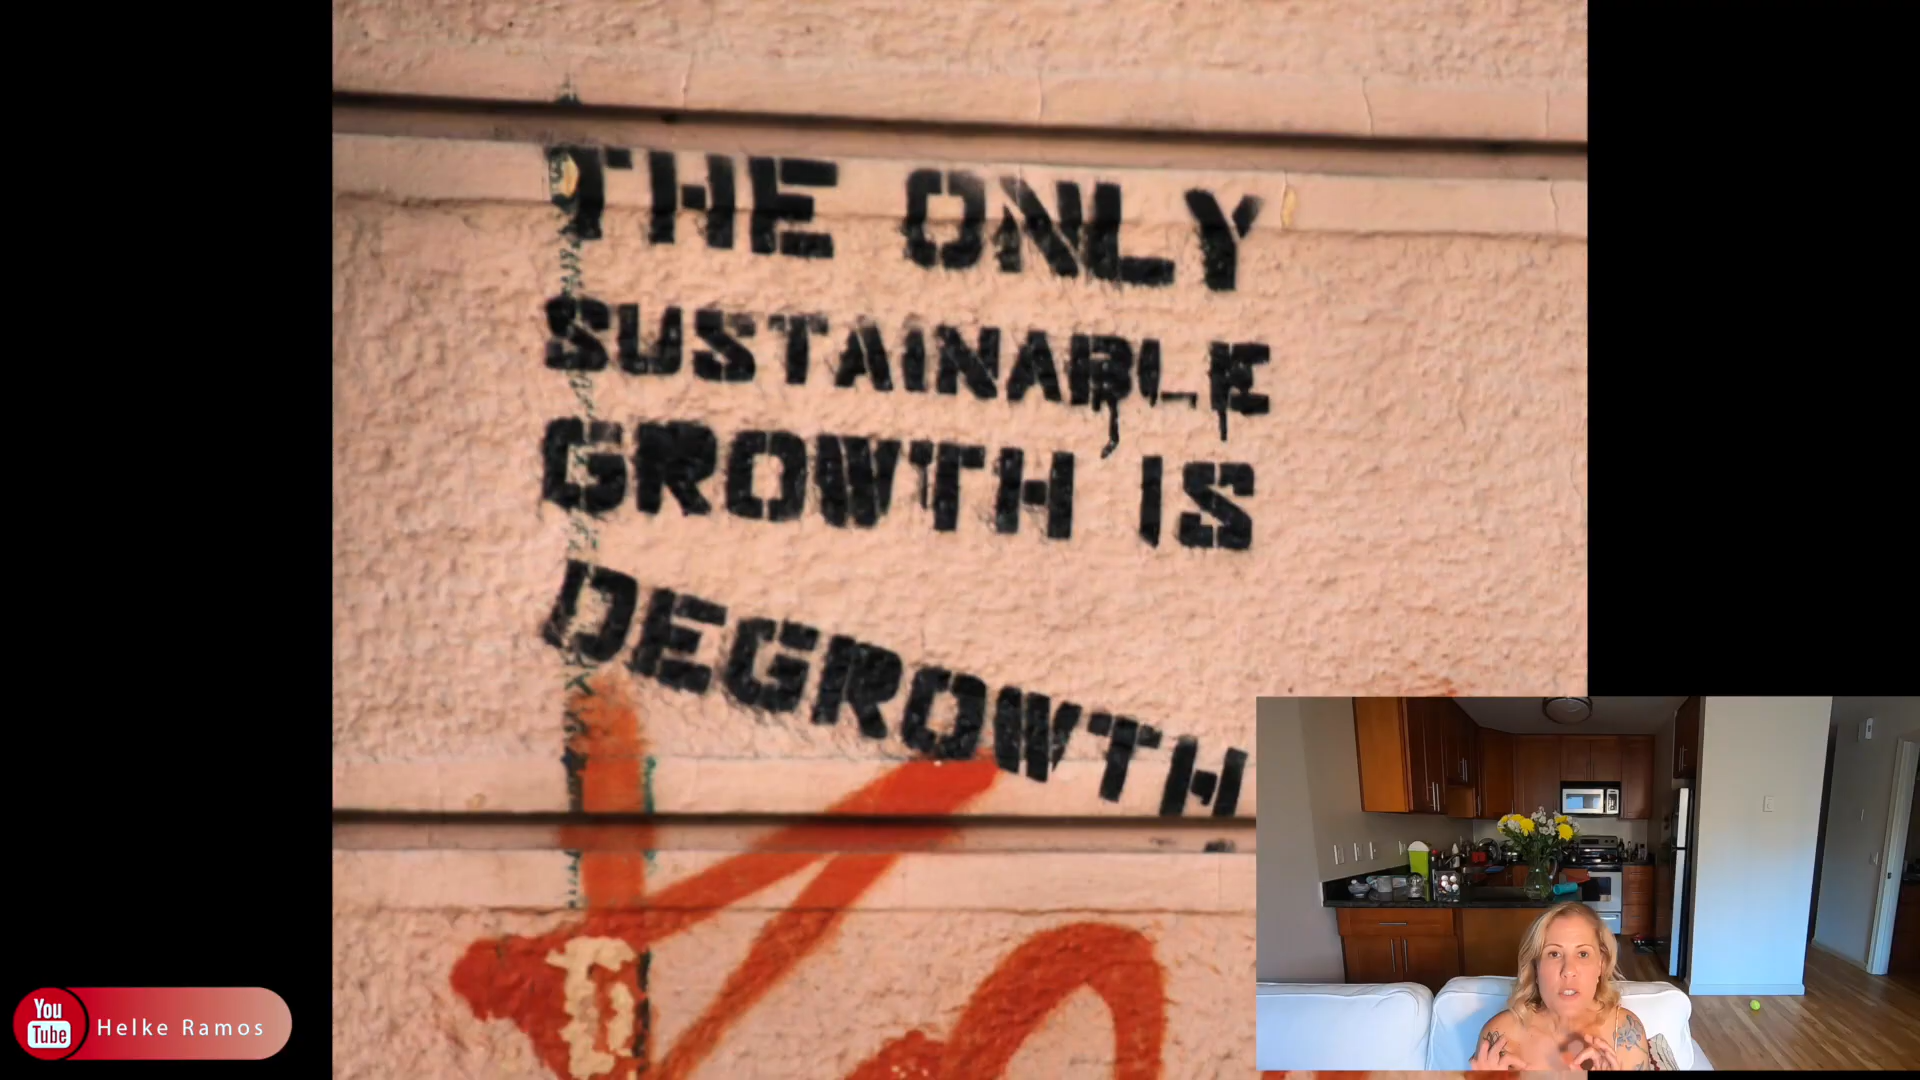 THE ONLY
SUSTAINABLE
GROWTH IS
DEGROWTH
You
Tube
Helke Ramos